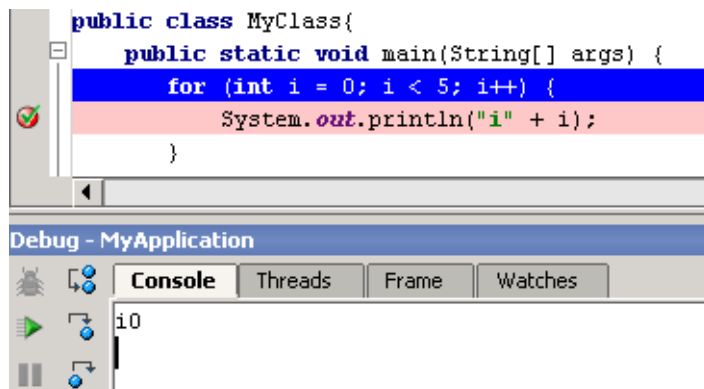 public class MyClass{
public static void main(String[] args) {
for (int i = 0; i < 5; i++) {
System.out.println("i" + i);
}
Debug - MyApplication
Console Threads Frame Watches
i0